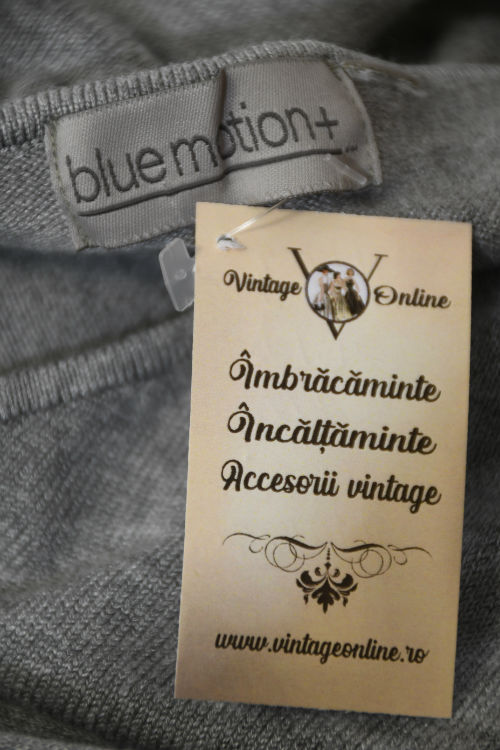 blue motion+
Vintage Online
Îmbrăcăminte
Încălțăminte
Accesorii vintage
www.vintageonline.ro